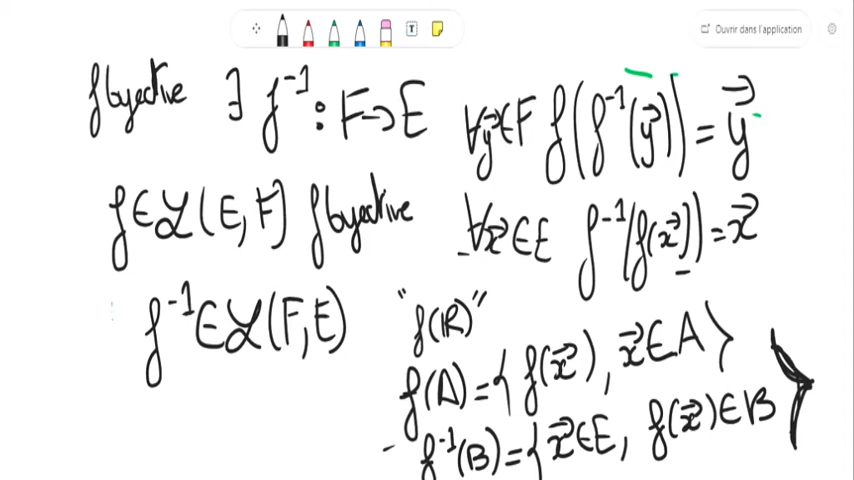 Ouvrir dans l'application
f bijective ∃ f⁻¹ : F → E ∀y⃗ ∈ F f(f⁻¹(y⃗)) = y⃗
f ∈ ℒ(E, F) f bijective ∀x⃗ ∈ E f⁻¹(f(x⃗)) = x⃗
f⁻¹ ∈ ℒ(F, E) "f(ℝ)"
f(A) = { f(x⃗), x⃗ ∈ A }
f⁻¹(B) = { x⃗ ∈ E, f(x⃗) ∈ B }